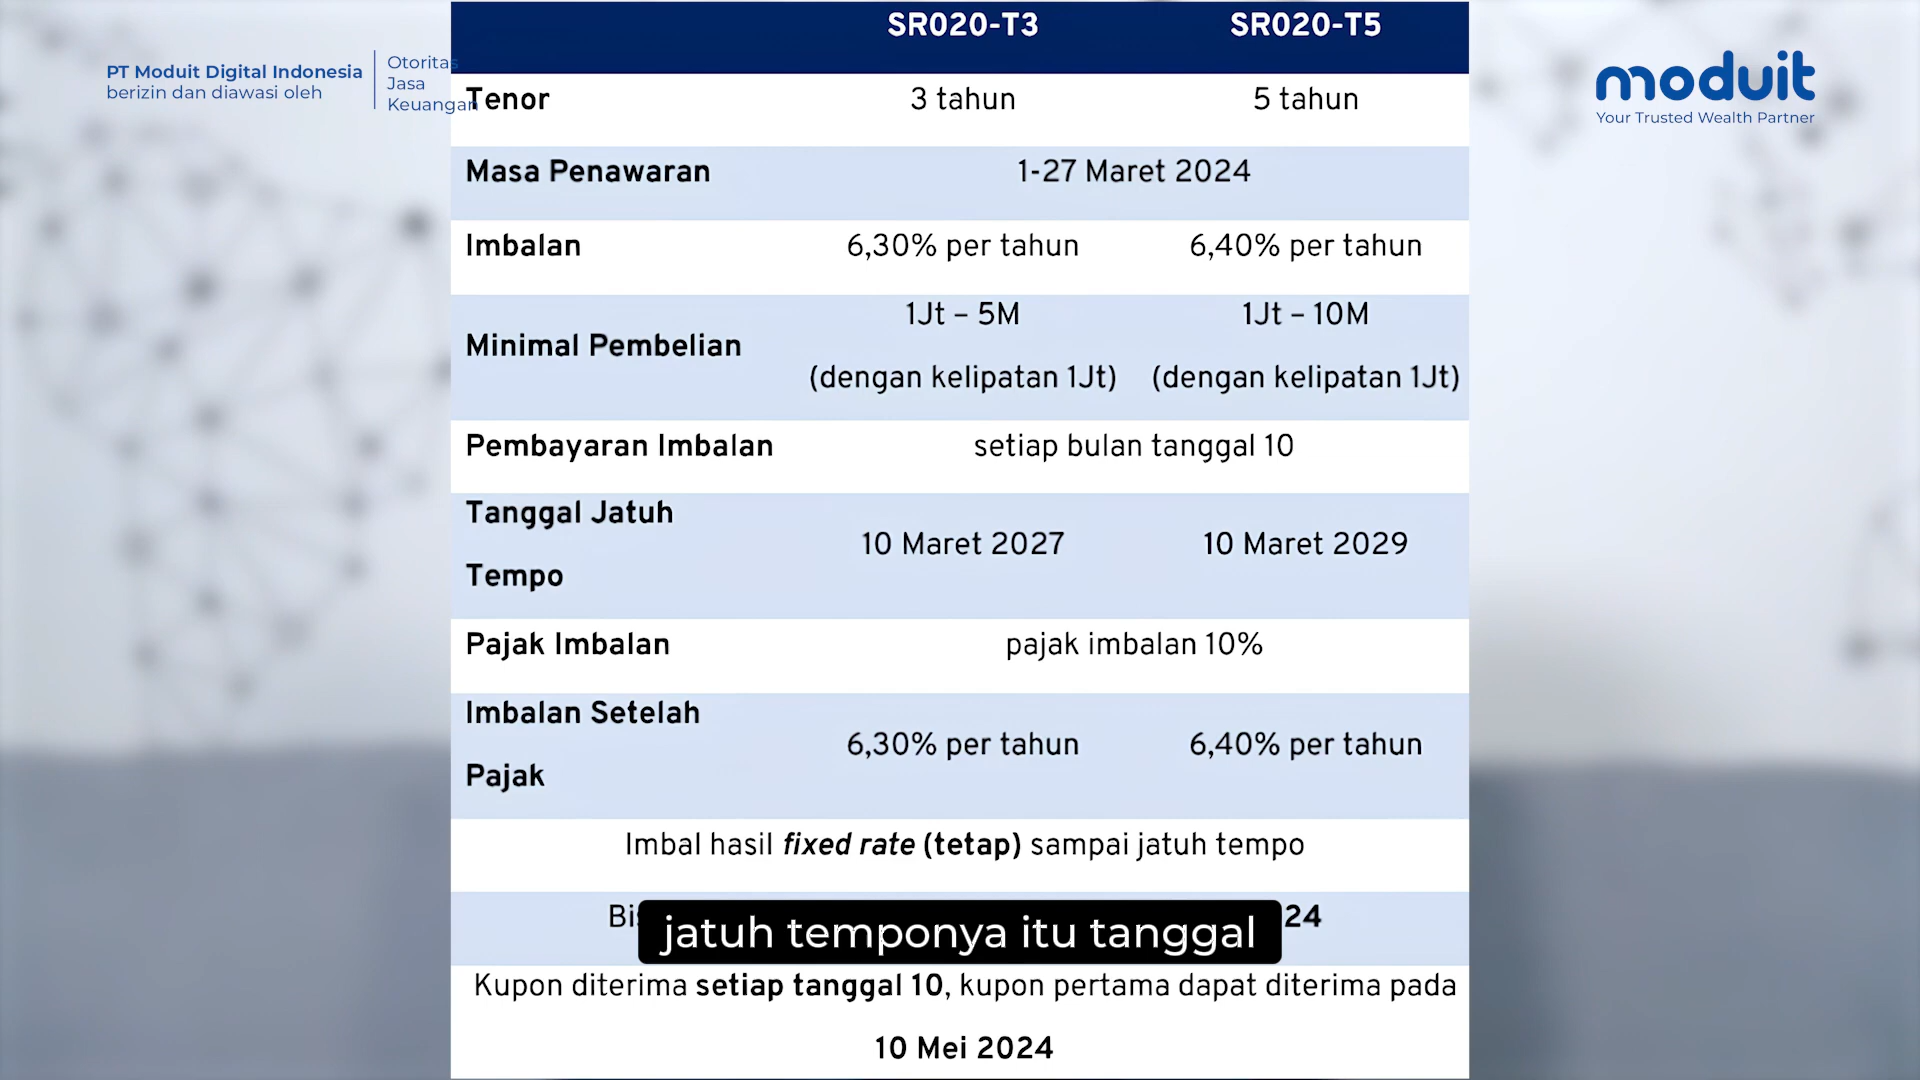 PT Moduit Digital Indonesia
berizin dan diawasi oleh
Otoritas
Jasa
Keuangan
moduit
Your Trusted Wealth Partner
SR020-T3 SR020-T5
Tenor 3 tahun 5 tahun
Masa Penawaran 1-27 Maret 2024
Imbalan 6,30% per tahun 6,40% per tahun
Minimal Pembelian 1Jt – 5M (dengan kelipatan 1Jt) 1Jt – 10M (dengan kelipatan 1Jt)
Pembayaran Imbalan setiap bulan tanggal 10
Tanggal Jatuh
Tempo
10 Maret 2027 10 Maret 2029
Pajak Imbalan pajak imbalan 10%
Imbalan Setelah
Pajak
6,30% per tahun 6,40% per tahun
Imbal hasil fixed rate (tetap) sampai jatuh tempo
24
jatuh temponya itu tanggal
Kupon diterima setiap tanggal 10, kupon pertama dapat diterima pada
10 Mei 2024